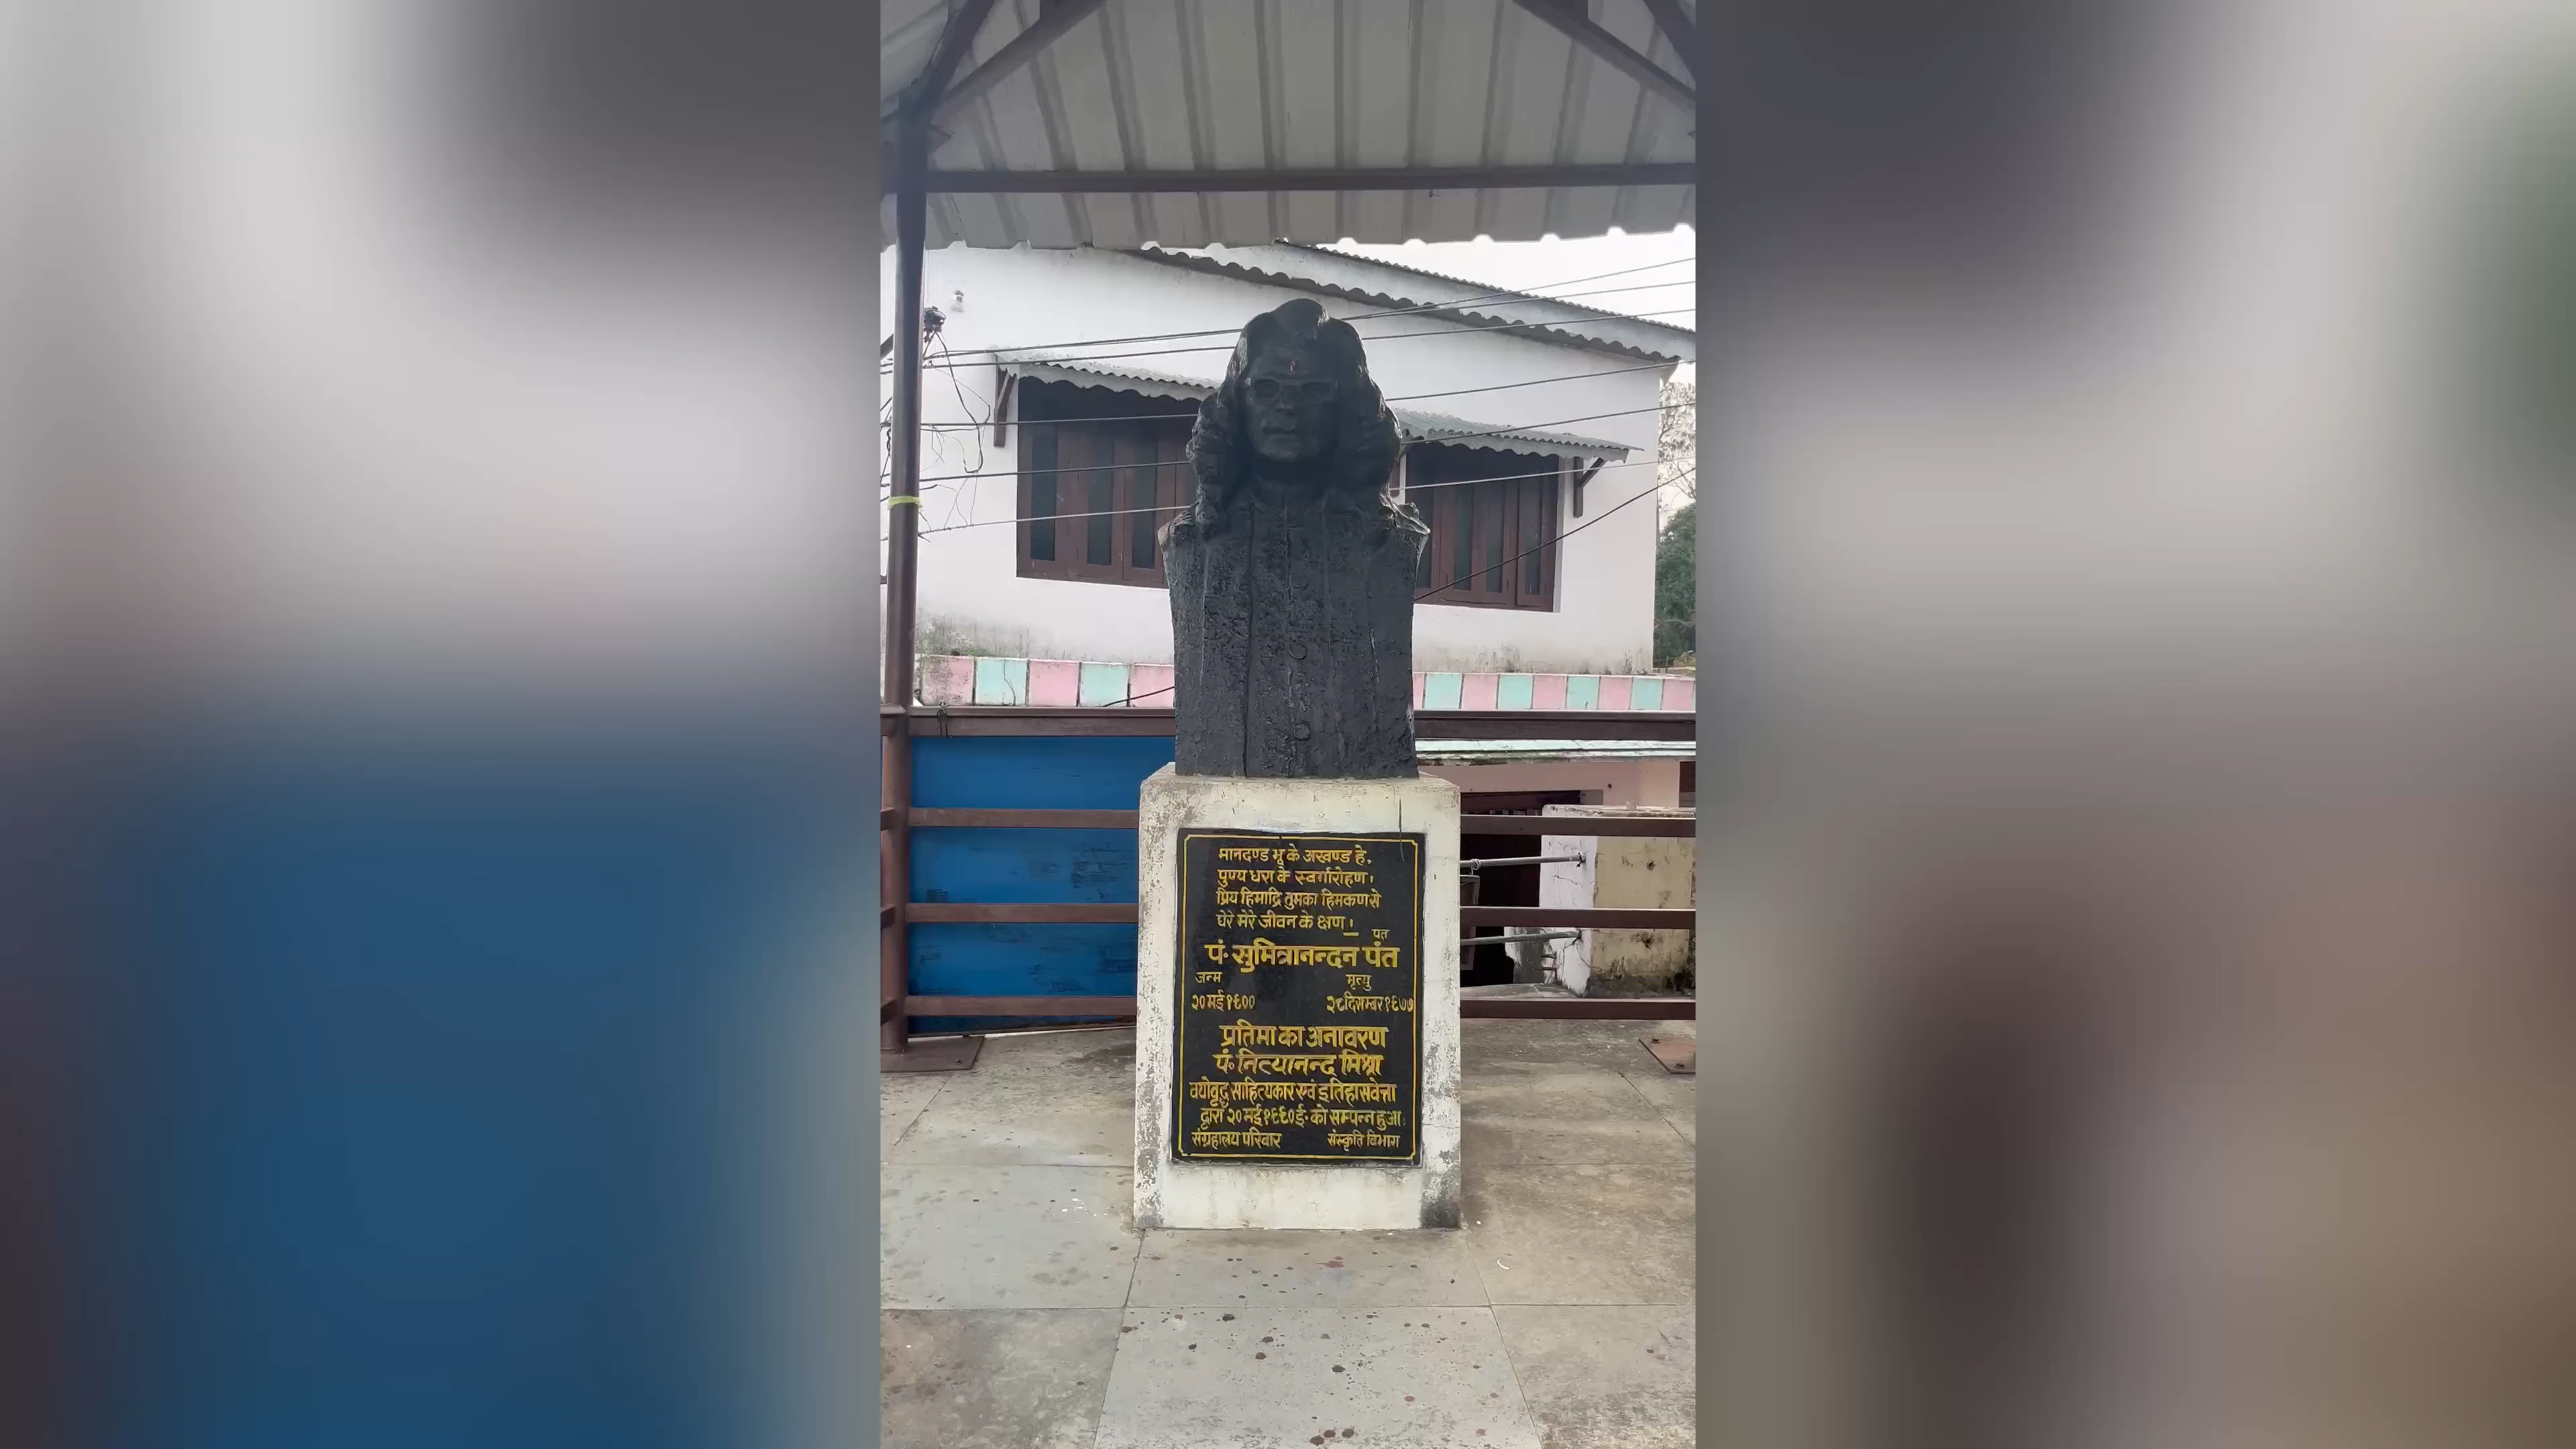 मानदण्ड भू के अखण्ड हे,
पुण्य धरा के स्वर्गारोहण।
प्रिय हिमाद्रि तुमका हिमकण से
घेरे मेरे जीवन के क्षण।
_ पंत
पं॰ सुमित्रानन्दन पंत
जन्म मृत्यु
२० मई १९०० २८ दिसम्बर १९७७
प्रतिमा का अनावरण
पं॰ नित्यानन्द मिश्रा
वयोवृद्ध साहित्यकार एवं इतिहासवेत्ता
द्वारा २० मई १९९० ई॰ को सम्पन्न हुआ।
संग्रहालय परिवार संस्कृति विभाग